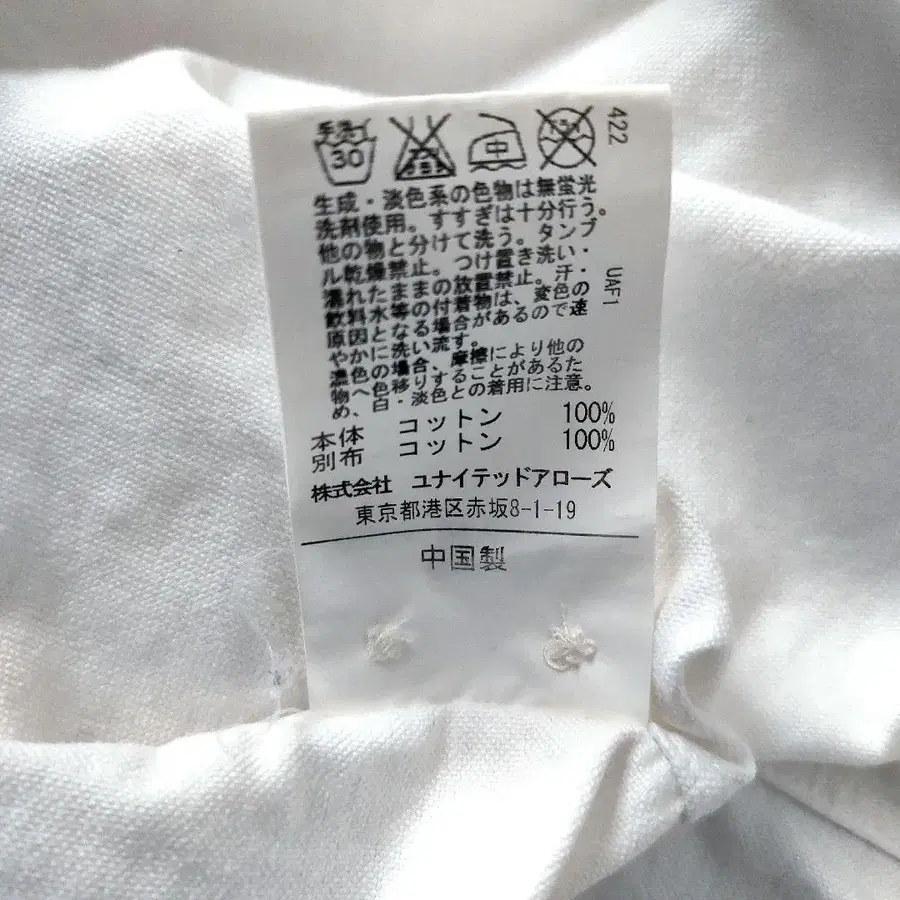 手洗イ
30
エンソサラシ
中
ドライ
422
生成・淡色系の色物は無蛍光
洗剤使用。すすぎは十分行う。
他の物と分けて洗う。タンブ
ル乾燥禁止。つけ置き洗い・
濡れたままの放置禁止。汗・
飲料水等の付着物は、変色の
原因となる場合があるので速
やかに洗い流す。
濃色の場合、摩擦により他の
物へ色移りすることがあるた
め、白・淡色との着用に注意。
UAF1
本体 コットン 100%
別布 コットン 100%
株式会社 ユナイテッドアローズ
東京都港区赤坂8-1-19
中国製